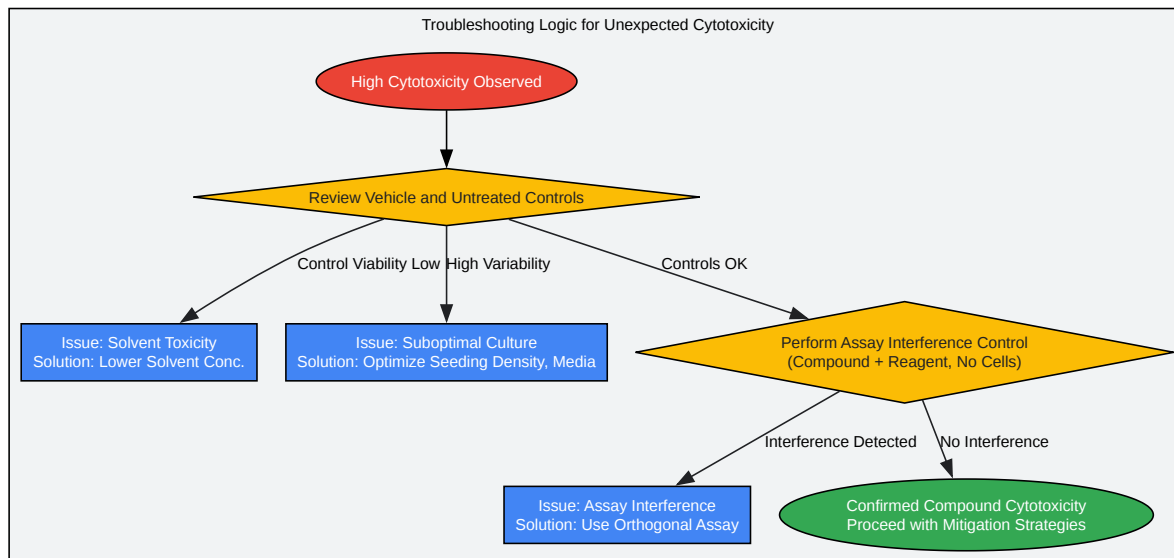 Troubleshooting Logic for Unexpected Cytotoxicity
High Cytotoxicity Observed
Review Vehicle and Untreated Controls
Control Viability Low
High Variability
Controls OK
Issue: Solvent Toxicity
Solution: Lower Solvent Conc.
Issue: Suboptimal Culture
Solution: Optimize Seeding Density, Media
Perform Assay Interference Control
(Compound + Reagent, No Cells)
Interference Detected
No Interference
Issue: Assay Interference
Solution: Use Orthogonal Assay
Confirmed Compound Cytotoxicity
Proceed with Mitigation Strategies